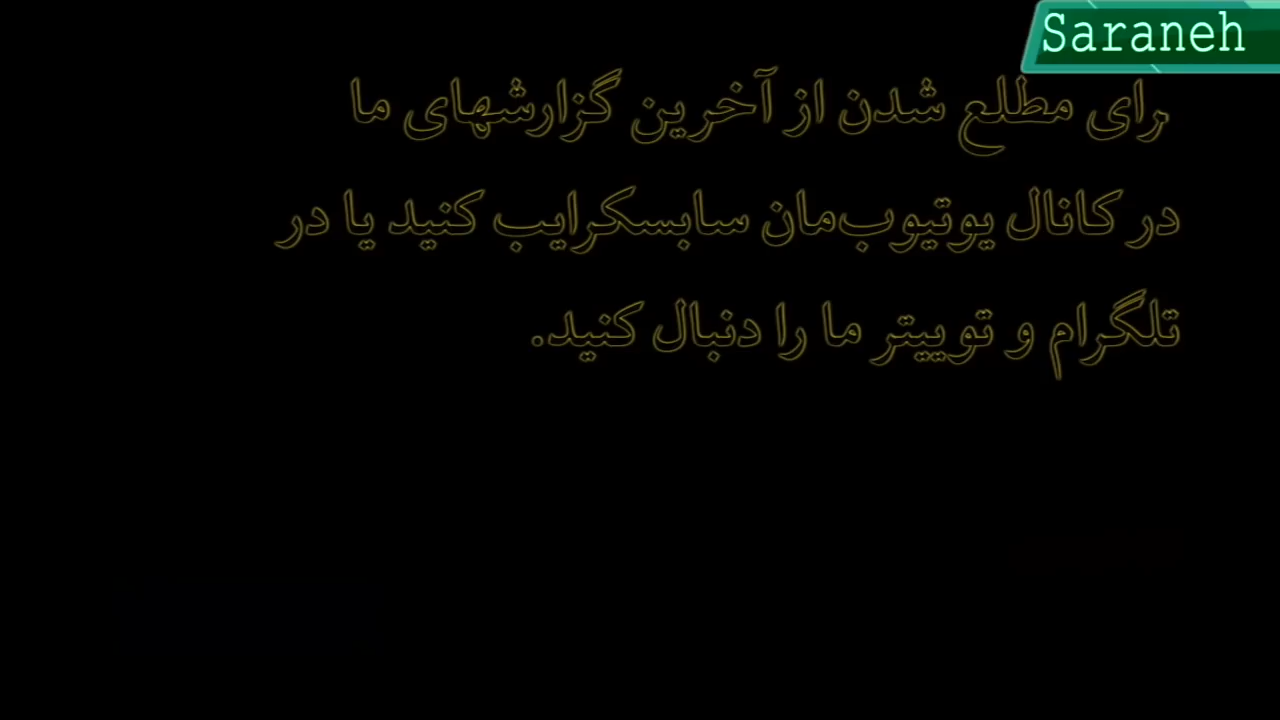 Saraneh
برای مطلع شدن از آخرین گزارشهای ما
در کانال یوتیوب‌مان سابسکرایب کنید یا در
تلگرام و توییتر ما را دنبال کنید.